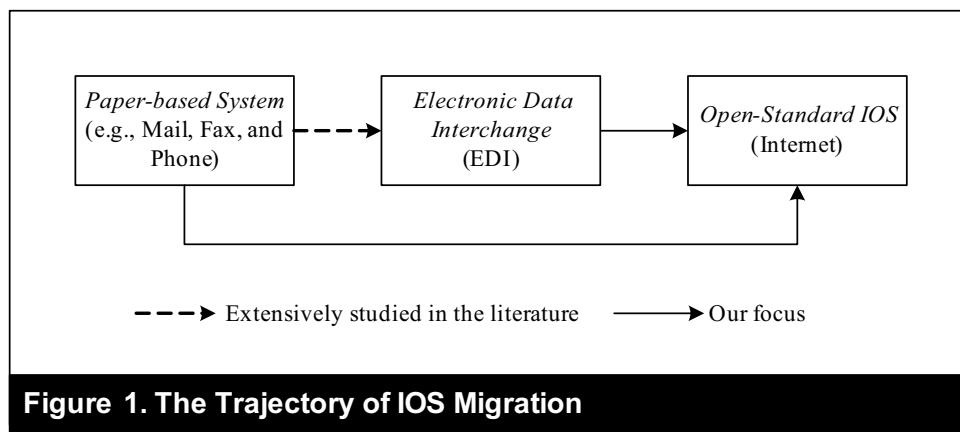 Paper-based System
(e.g., Mail, Fax, and
Phone)
Electronic Data
Interchange
(EDI)
Open-Standard IOS
(Internet)
Extensively studied in the literature
Our focus
Figure 1. The Trajectory of IOS Migration